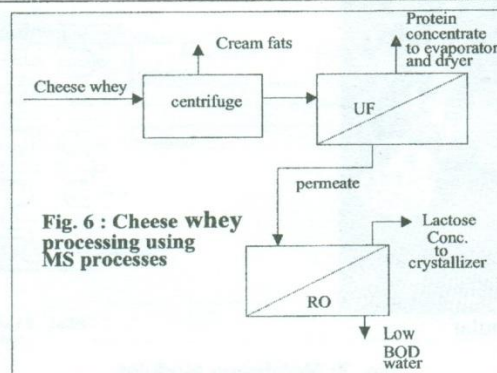 Protein
concentrate
to evaporator
and dryer
Cream fats
Cheese whey
centrifuge
UF
permeate
Fig. 6 : Cheese whey
processing using
MS processes
Lactose
Conc.
to
crystallizer
RO
Low
BOD
water